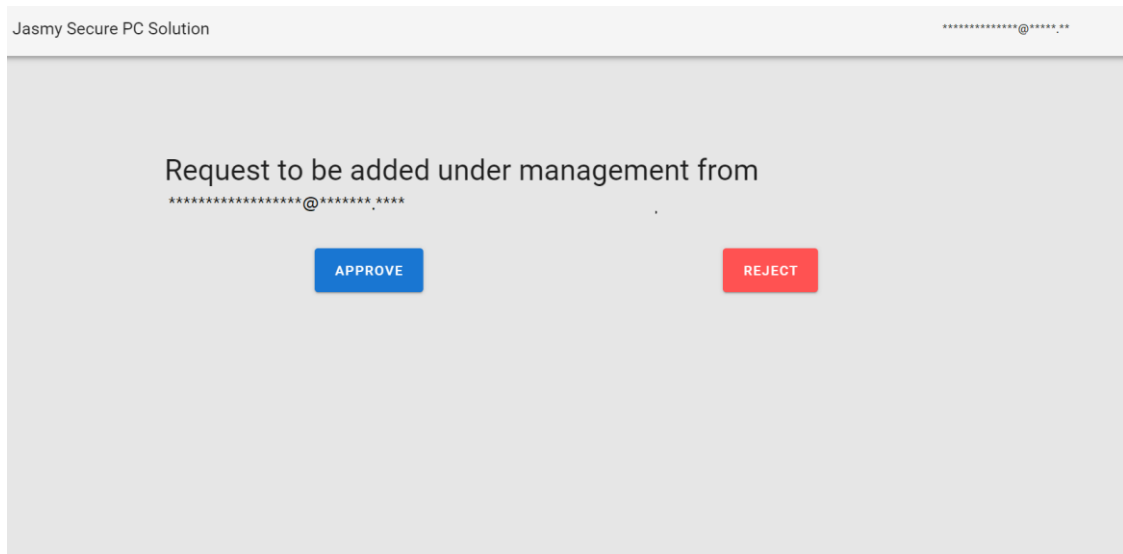 Jasmy Secure PC Solution
**************@*****.**
Request to be added under management from
******************@*******.****
.
APPROVE
REJECT